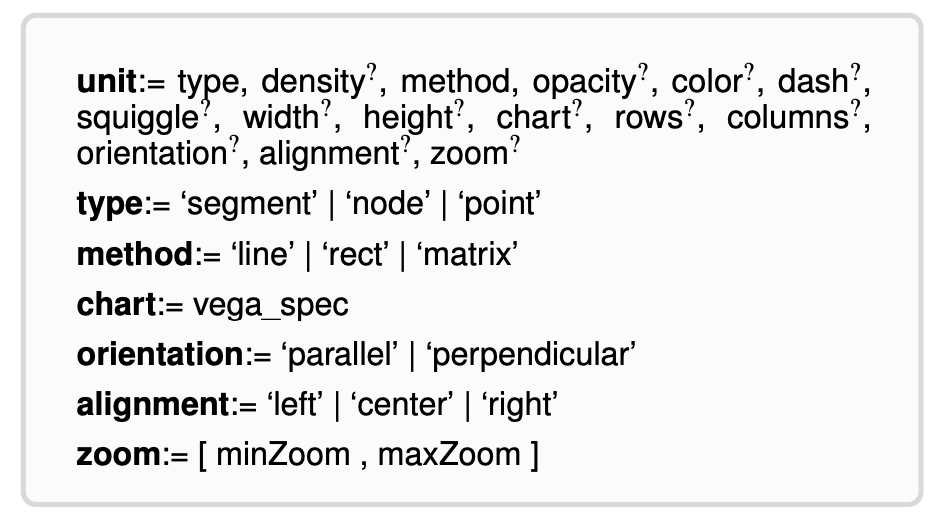 unit:= type, density?, method, opacity?, color?, dash?,
squiggle?, width?, height?, chart?, rows?, columns?,
orientation?, alignment?, zoom?
type:= ‘segment’ | ‘node’ | ‘point’
method:= ‘line’ | ‘rect’ | ‘matrix’
chart:= vega_spec
orientation:= ‘parallel’ | ‘perpendicular’
alignment:= ‘left’ | ‘center’ | ‘right’
zoom:= [ minZoom , maxZoom ]